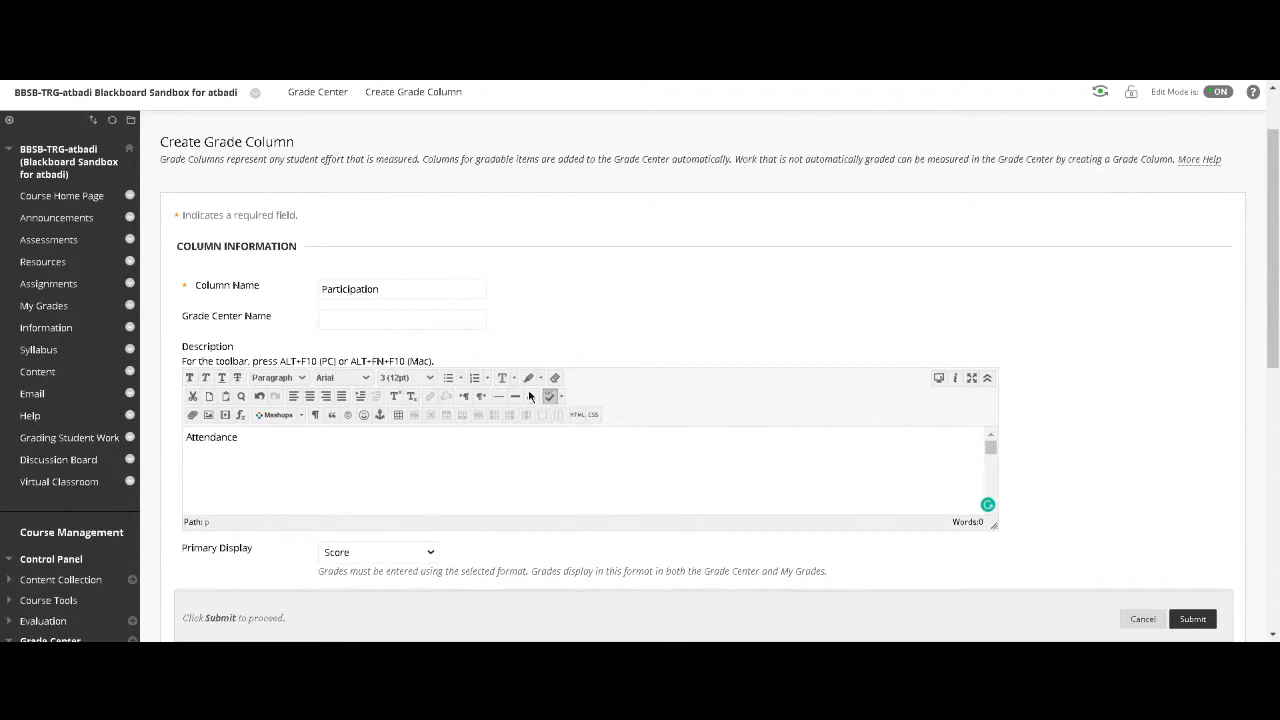 BBSB-TRG-atbadi Blackboard Sandbox for atbadi Grade Center Create Grade Column Edit Mode is: ON ?
BBSB-TRG-atbadi
(Blackboard Sandbox
for atbadi)
Course Home Page
Announcements
Assessments
Resources
Assignments
My Grades
Information
Syllabus
Content
Email
Help
Grading Student Work
Discussion Board
Virtual Classroom
Course Management
Control Panel
Content Collection
Course Tools
Evaluation
Grade Center
Create Grade Column
Grade Columns represent any student effort that is measured. Columns for gradable items are added to the Grade Center automatically. Work that is not automatically graded can be measured in the Grade Center by creating a Grade Column. More Help
* Indicates a required field.
COLUMN INFORMATION
* Column Name Participation
Grade Center Name
Description
For the toolbar, press ALT+F10 (PC) or ALT+FN+F10 (Mac).
T T T T Paragraph Arial 3 (12pt) T
Mashups HTML CSS
Attendance
Path: p Words:0
Primary Display Score
Grades must be entered using the selected format. Grades display in this format in both the Grade Center and My Grades.
Click Submit to proceed. Cancel Submit